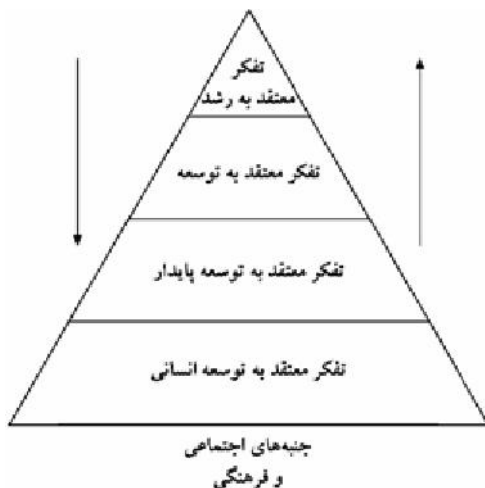 تفکر
معتقد به رشد
تفکر معتقد به توسعه
تفکر معتقد به توسعه پایدار
تفکر معتقد به توسعه انسانی
جنبه‌های اجتماعی
و فرهنگی